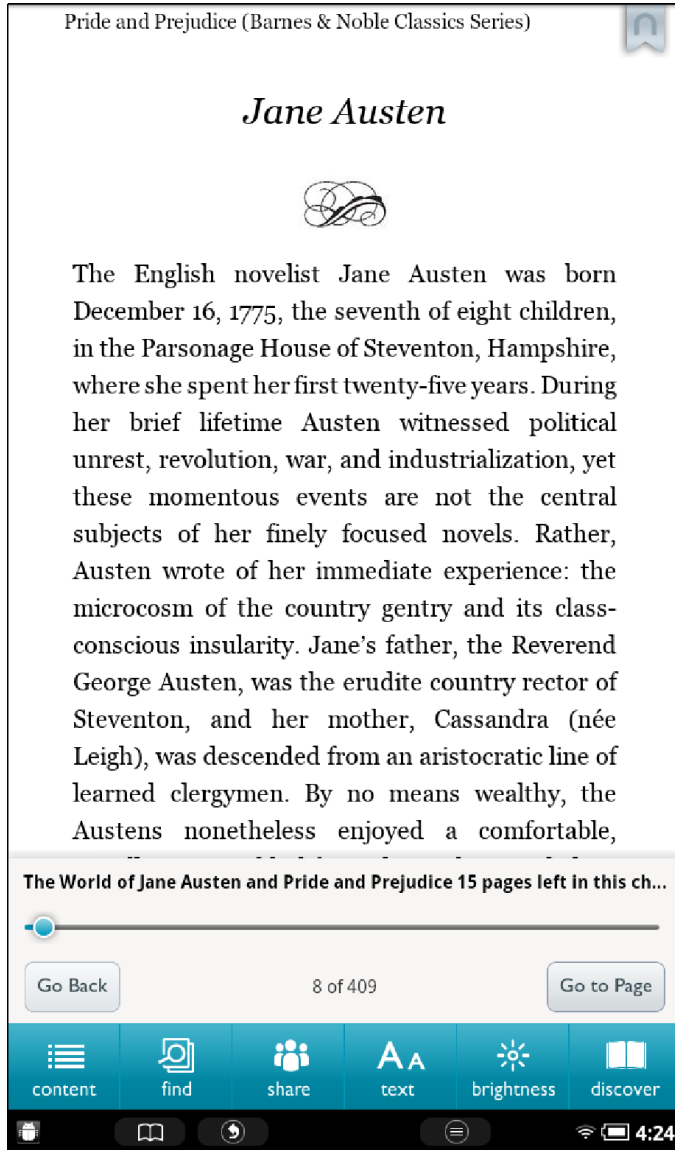 Pride and Prejudice (Barnes & Noble Classics Series)
Jane Austen
The English novelist Jane Austen was born
December 16, 1775, the seventh of eight children,
in the Parsonage House of Steventon, Hampshire,
where she spent her first twenty-five years. During
her brief lifetime Austen witnessed political
unrest, revolution, war, and industrialization, yet
these momentous events are not the central
subjects of her finely focused novels. Rather,
Austen wrote of her immediate experience: the
microcosm of the country gentry and its class-
conscious insularity. Jane’s father, the Reverend
George Austen, was the erudite country rector of
Steventon, and her mother, Cassandra (née
Leigh), was descended from an aristocratic line of
learned clergymen. By no means wealthy, the
Austens nonetheless enjoyed a comfortable,
The World of Jane Austen and Pride and Prejudice 15 pages left in this ch...
Go Back 8 of 409 Go to Page
content find share text brightness discover
4:24